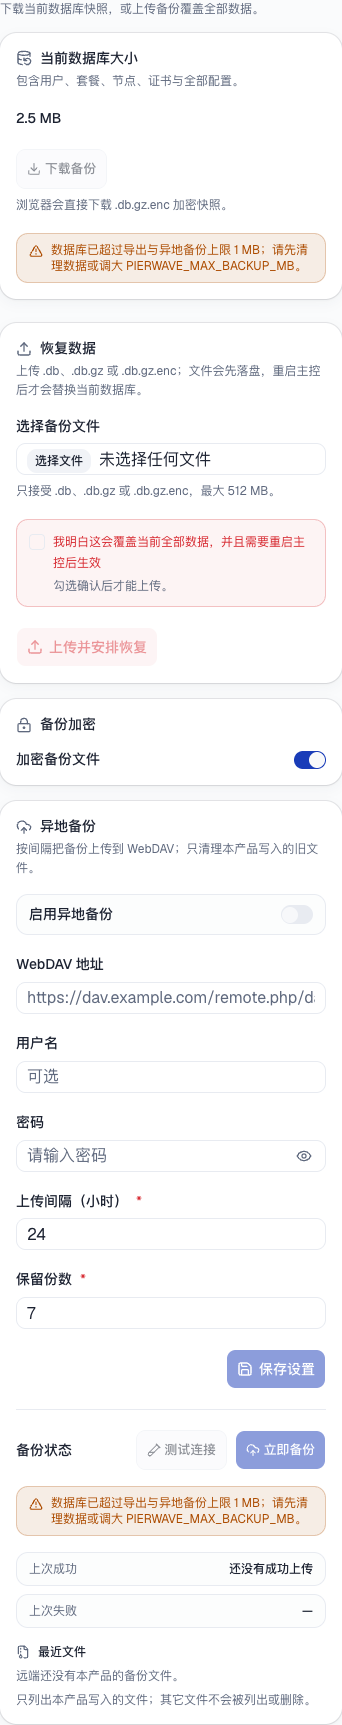 下载当前数据库快照，或上传备份覆盖全部数据。
当前数据库大小
包含用户、套餐、节点、证书与全部配置。
2.5 MB
下载备份
浏览器会直接下载 .db.gz.enc 加密快照。
数据库已超过导出与异地备份上限 1 MB；请先清
理数据或调大 PIERWAVE_MAX_BACKUP_MB。
恢复数据
上传 .db、.db.gz 或 .db.gz.enc；文件会先落盘，重启主控
后才会替换当前数据库。
选择备份文件
选择文件 未选择任何文件
只接受 .db、.db.gz 或 .db.gz.enc，最大 512 MB。
我明白这会覆盖当前全部数据，并且需要重启主
控后生效
勾选确认后才能上传。
上传并安排恢复
备份加密
加密备份文件
异地备份
按间隔把备份上传到 WebDAV；只清理本产品写入的旧文
件。
启用异地备份
WebDAV 地址
https://dav.example.com/remote.php/da
用户名
可选
密码
请输入密码
上传间隔（小时） *
24
保留份数 *
7
保存设置
备份状态
测试连接
立即备份
数据库已超过导出与异地备份上限 1 MB；请先清
理数据或调大 PIERWAVE_MAX_BACKUP_MB。
上次成功 还没有成功上传
上次失败 —
最近文件
远端还没有本产品的备份文件。
只列出本产品写入的文件；其它文件不会被列出或删除。